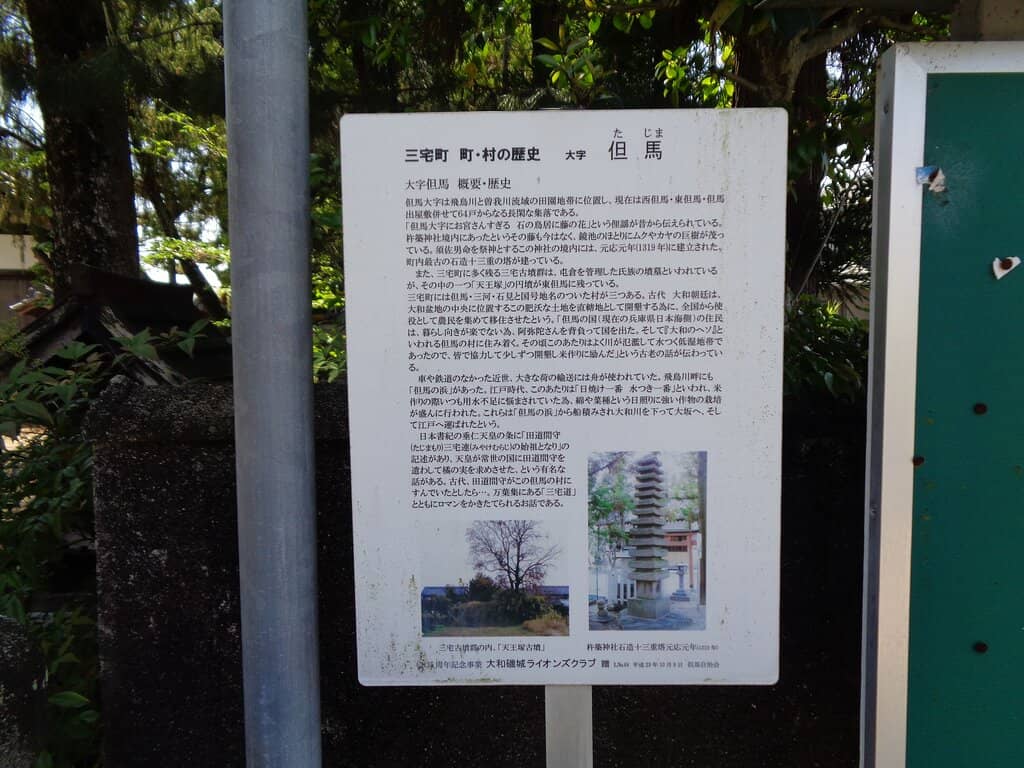 た じま
三宅町 町・村の歴史 大字 但馬
大字但馬 概要・歴史
但馬大字は飛鳥川と曽我川流域の田園地帯に位置し、現在は西但馬・東但馬・但馬
出屋敷併せて64戸からなる長閑な集落である。
「但馬大字にお宮さんすぎる 石の鳥居に藤の花」という俚謡が昔から伝えられている。
杵築神社境内にあったというその藤も今はなく、鏡池のほとりにムクやカヤの巨樹が茂っ
ている。須佐男命を祭神とするこの神社の境内には、元応元年(1319年)に建立された、
町内最古の石造十三重の塔が建っている。
また、三宅町に多く残る三宅古墳群は、屯倉を管理した氏族の墳墓といわれている
が、その中の一つ「天王塚」の円墳が東但馬に残っている。
三宅町には但馬・三河・石見と国号地名のついた村が三つある。古代 大和朝廷は、
大和盆地の中央に位置するこの肥沃な土地を直轄地として開墾する為に、全国から使
役として農民を集めて移住させたという。「但馬の国(現在の兵庫県日本海側)の住民
は、暮らし向きが楽でない為、阿弥陀さんを背負って国を出た。そして『大和のヘソ』と
いわれる但馬の村に住み着く。その頃このあたりはよく川が氾濫して水つく低湿地帯で
あったので、皆で協力して少しずつ開墾し米作りに励んだ」という古老の話が伝わってい
る。
車や鉄道のなかった近世、大きな荷の輸送には舟が使われていた。飛鳥川畔にも
「但馬の浜」があった。江戸時代、このあたりは「日焼け一番 水つき一番」といわれ、米
作りの際いつも用水不足に悩まされていた為、綿や菜種という日照りに強い作物の栽培
が盛んに行われた。これらは「但馬の浜」から船積みされ大和川を下って大坂へ、そし
て江戸へ運ばれたという。
日本書紀の垂仁天皇の条に「田道間守
(たじまもり)三宅連(みやけむらじ)の始祖となり」の
記述があり、天皇が常世の国に田道間守を
遣わして橘の実を求めさせた、という有名な
話がある。古代、田道間守がこの但馬の村に
すんでいたとしたら…。万葉集にある「三宅道」
とともにロマンをかきたてられるお話である。
三宅古墳群の内、「天王塚古墳」
杵築神社石造十三重塔元応元年(1319年)
周年記念事業 大和磯城ライオンズクラブ 贈 平成23年10月 但馬自治会